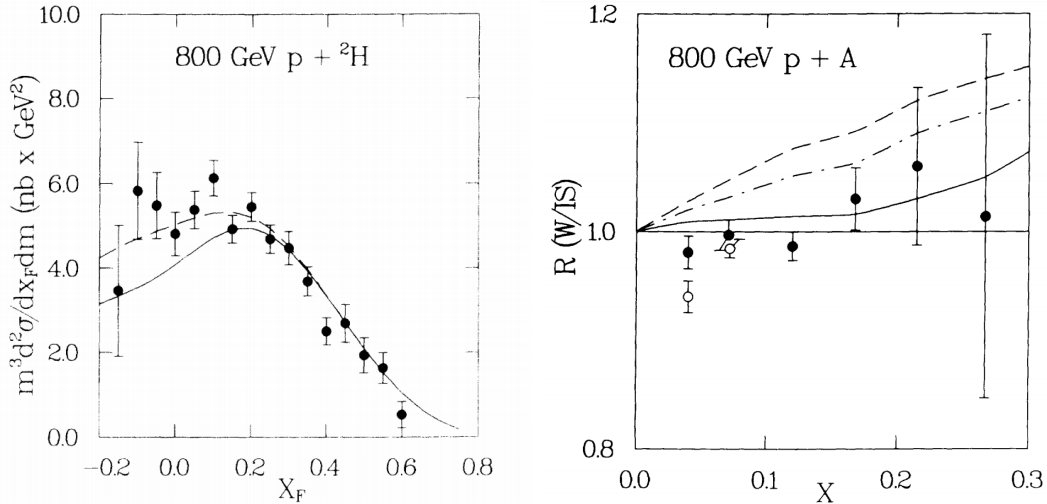 10.0
8.0
6.0
4.0
2.0
0.0
−0.2 0.0 0.2 0.4 0.6 0.8
X_F
m³d²σ/dx_Fdm (nb x GeV²)
800 GeV p + ²H
1.2
1.0
0.8
0.0 0.1 0.2 0.3
X
R (W/IS)
800 GeV p + A